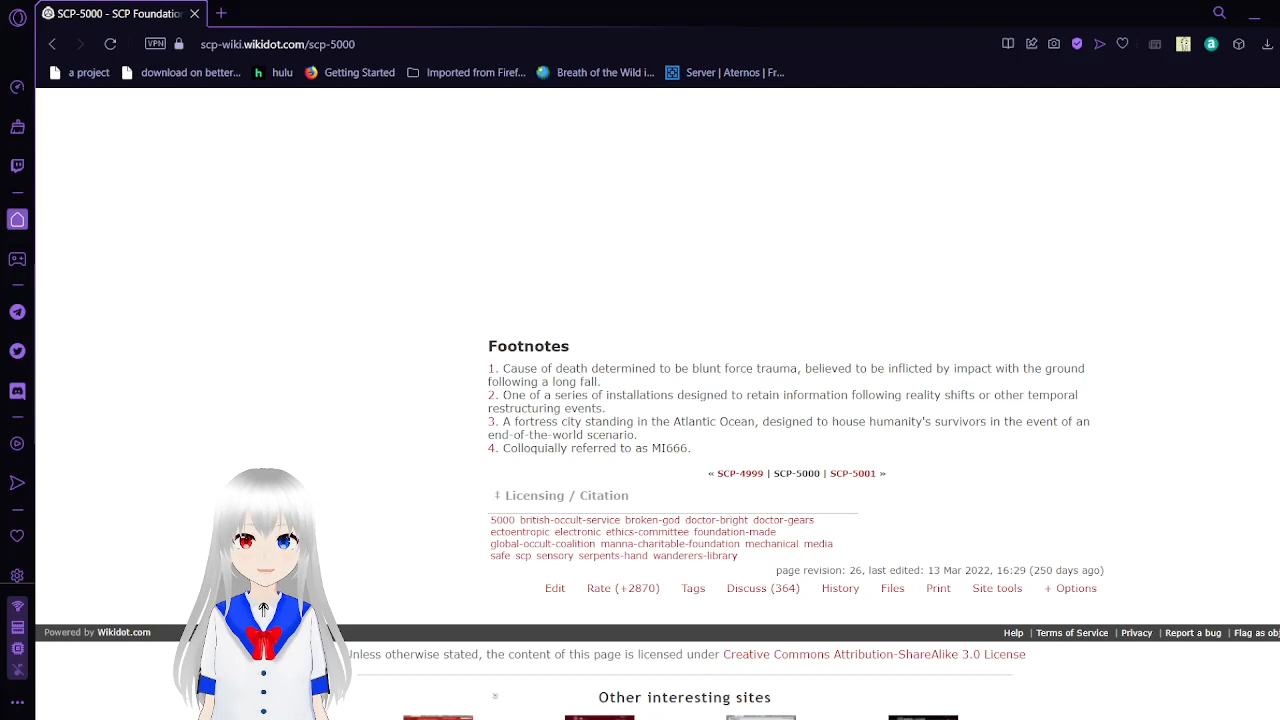 SCP-5000 - SCP Foundation
scp-wiki.wikidot.com/scp-5000
VPN
a project
download on better...
hulu
Getting Started
Imported from Firef...
Breath of the Wild i...
Server | Aternos | Fr...
Footnotes
1. Cause of death determined to be blunt force trauma, believed to be inflicted by impact with the ground
following a long fall.
2. One of a series of installations designed to retain information following reality shifts or other temporal
restructuring events.
3. A fortress city standing in the Atlantic Ocean, designed to house humanity's survivors in the event of an
end-of-the-world scenario.
4. Colloquially referred to as MI666.
« SCP-4999 | SCP-5000 | SCP-5001 »
‡ Licensing / Citation
5000 british-occult-service broken-god doctor-bright doctor-gears
ectoentropic electronic ethics-committee foundation-made
global-occult-coalition manna-charitable-foundation mechanical media
safe scp sensory serpents-hand wanderers-library
page revision: 26, last edited: 13 Mar 2022, 16:29 (250 days ago)
Edit Rate (+2870) Tags Discuss (364) History Files Print Site tools + Options
Powered by Wikidot.com
Help | Terms of Service | Privacy | Report a bug | Flag as obj
Unless otherwise stated, the content of this page is licensed under Creative Commons Attribution-ShareAlike 3.0 License
Other interesting sites